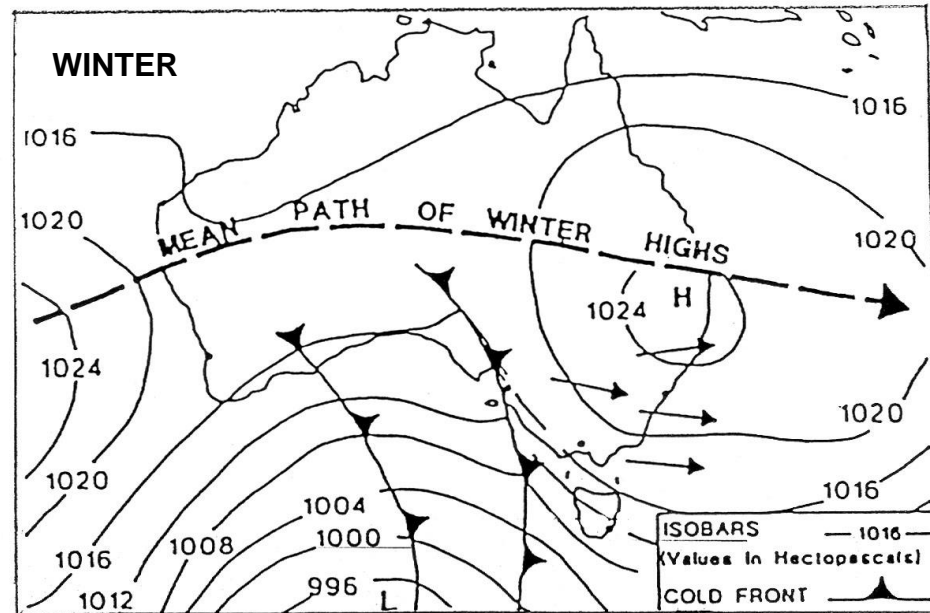 WINTER
1016
1016
MEAN PATH OF WINTER HIGHS
1020
1020
1024
H
1024
1020
1020
1016
1004
1016
1008
1000
1012
996
L
ISOBARS — 1016 —
(Values In Hectopascals)
COLD FRONT